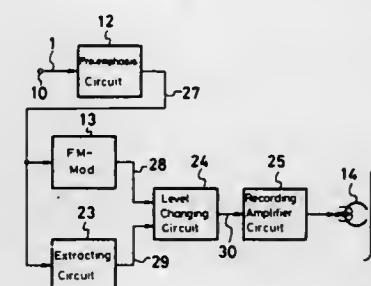 12
1
Pre-emphasis
Circuit
10
27
13
FM-
Mod
28
24
25
14
Level
Changing
Circuit
Recording
Amplifier
Circuit
23
30
Extracting
Circuit
29